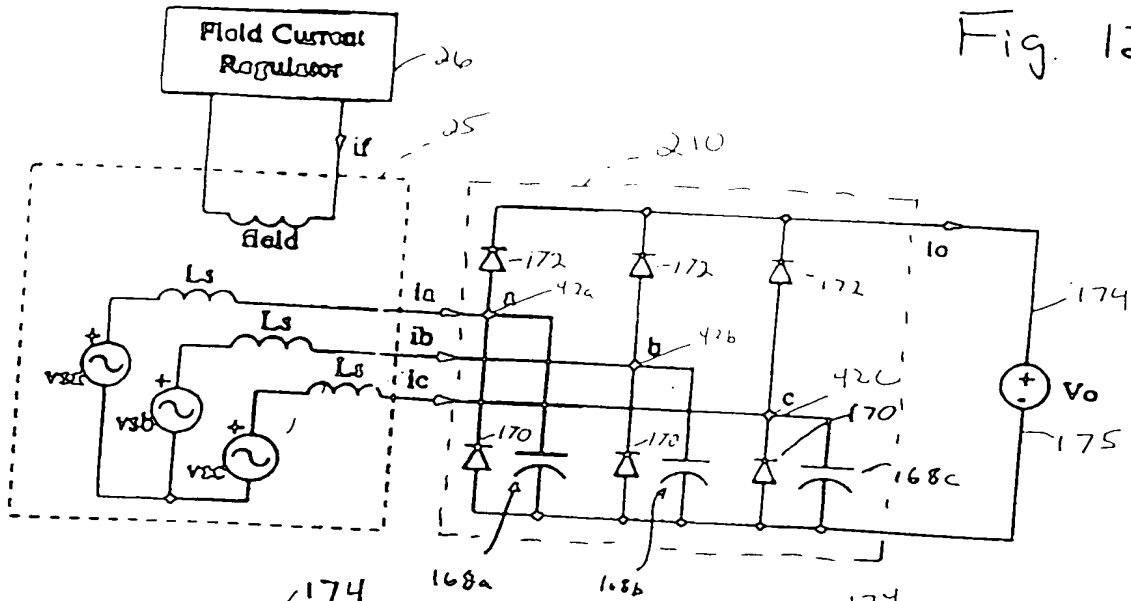 Fig. 12
Field Current
Regulator
26
if
25
210
field
Ls
ia
a
172
42a
172
172
io
174
Ls
ib
b
42b
Ls
ic
c
42c
170
vsa
vsb
vsc
+
+
+
+
-
Vo
175
170
170
168c
168a
168b
174
174